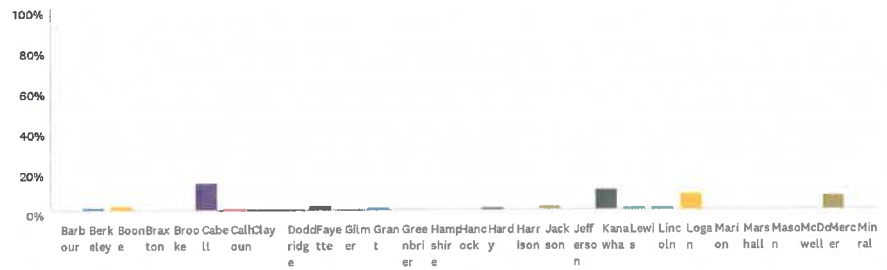 100%
80%
60%
40%
20%
0%
Barb Berk Boon Brax Broo Cabe Calh Clay Dodd Faye Gilm Gran Gree Hamp Hanc Hard Harr Jack Jeff Kana Lewi Linc Loga Mari Mars Maso McDo Merc Min
our eley e ton ke ll oun ridg tte er t nbri shire ock y ison son erso wha s oln n on hall n well er ral
e er e n